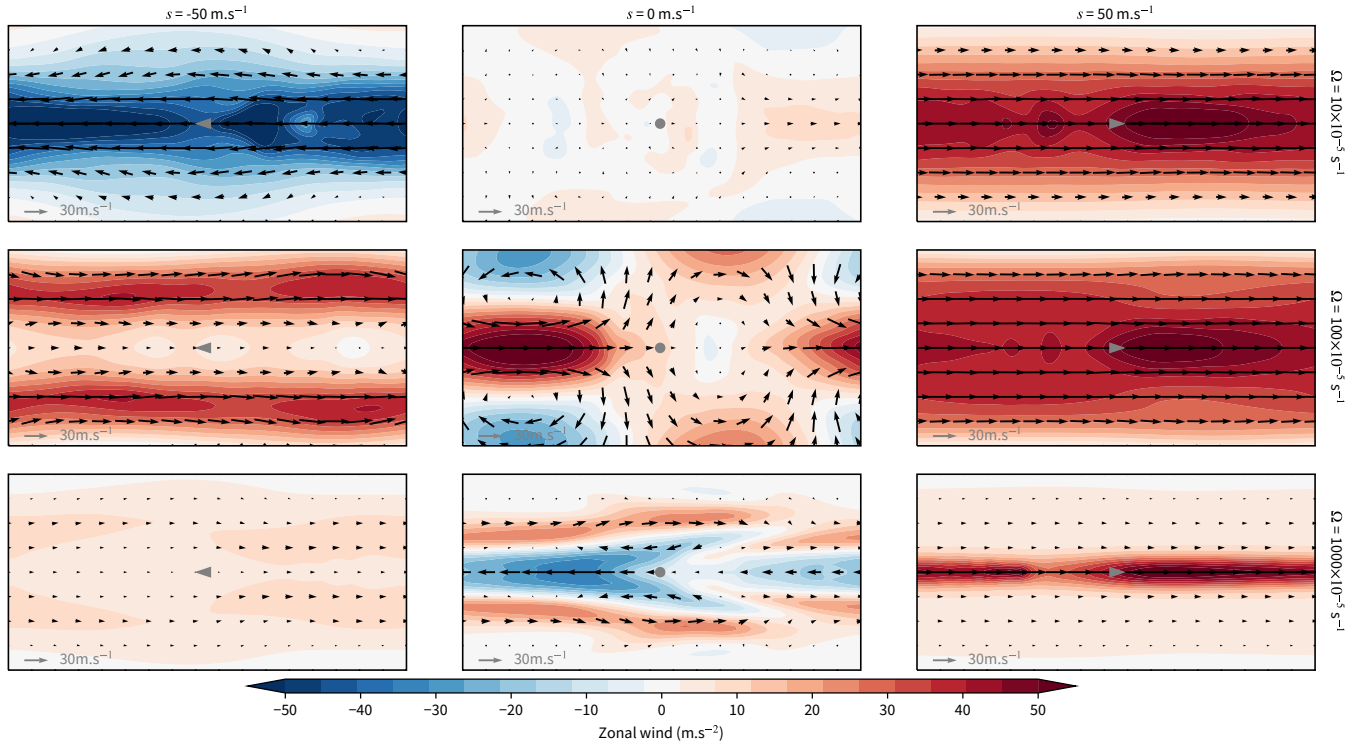 s = -50 m.s⁻¹
s = 0 m.s⁻¹
s = 50 m.s⁻¹
30m.s⁻¹
30m.s⁻¹
30m.s⁻¹
Ω = 10×10⁻⁵ s⁻¹
30m.s⁻¹
30m.s⁻¹
30m.s⁻¹
Ω = 100×10⁻⁵ s⁻¹
30m.s⁻¹
30m.s⁻¹
30m.s⁻¹
Ω = 1000×10⁻⁵ s⁻¹
−50 −40 −30 −20 −10 0 10 20 30 40 50
Zonal wind (m.s⁻²)